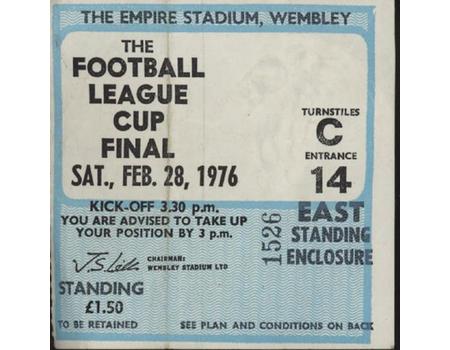 THE EMPIRE STADIUM, WEMBLEY
THE
FOOTBALL
LEAGUE
CUP
FINAL
SAT., FEB. 28, 1976
KICK-OFF 3.30 p.m.
YOU ARE ADVISED TO TAKE UP
YOUR POSITION BY 3 p.m.
CHAIRMAN:
WEMBLEY STADIUM LTD
STANDING
£1.50
TO BE RETAINED
TURNSTILES
C
ENTRANCE
14
EAST
STANDING
ENCLOSURE
1526
SEE PLAN AND CONDITIONS ON BACK